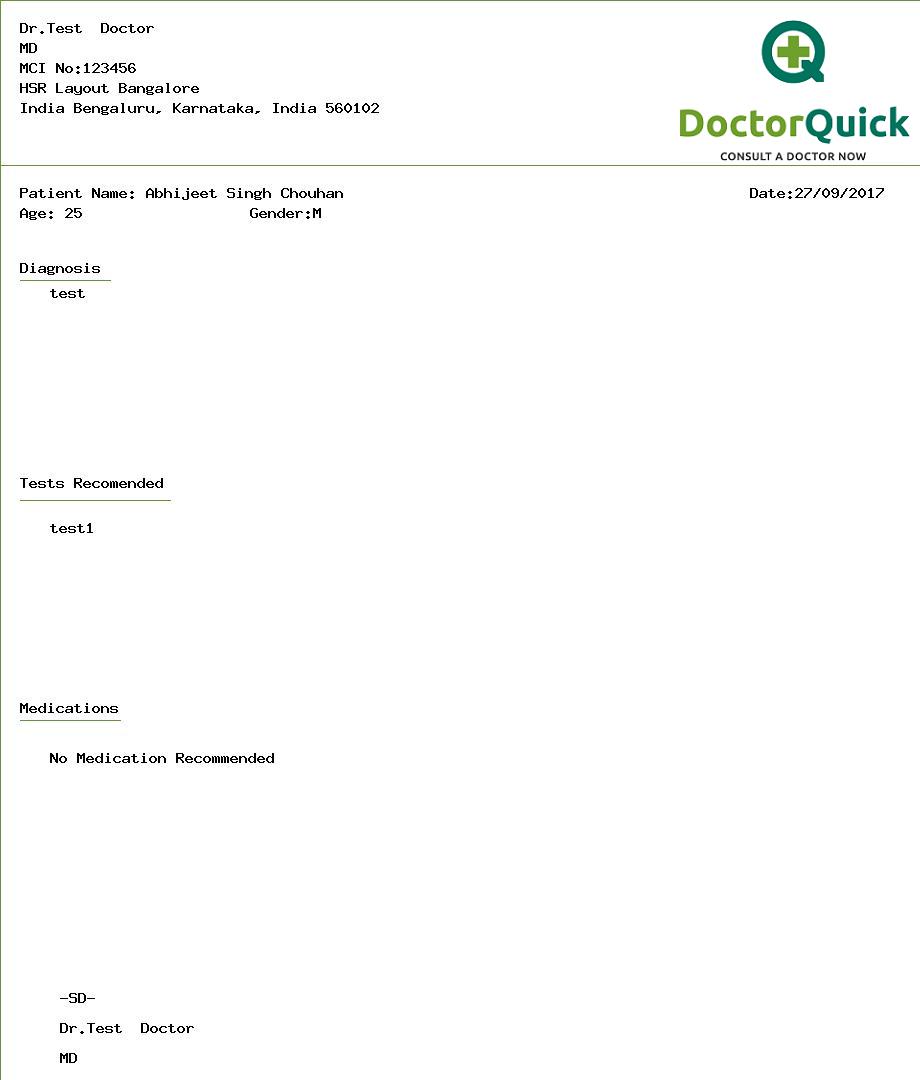 Dr.Test  Doctor
MD
MCI No:123456
HSR Layout Bangalore
India Bengaluru, Karnataka, India 560102
DoctorQuick
CONSULT A DOCTOR NOW
Patient Name: Abhijeet Singh Chouhan Date:27/09/2017
Age: 25 Gender:M
Diagnosis
test
Tests Recomended
test1
Medications
No Medication Recommended
-SD-
Dr.Test  Doctor
MD